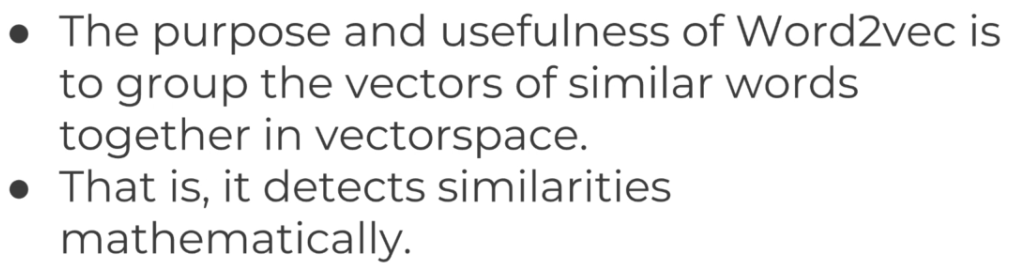 ● The purpose and usefulness of Word2vec is
to group the vectors of similar words
together in vectorspace.
● That is, it detects similarities
mathematically.